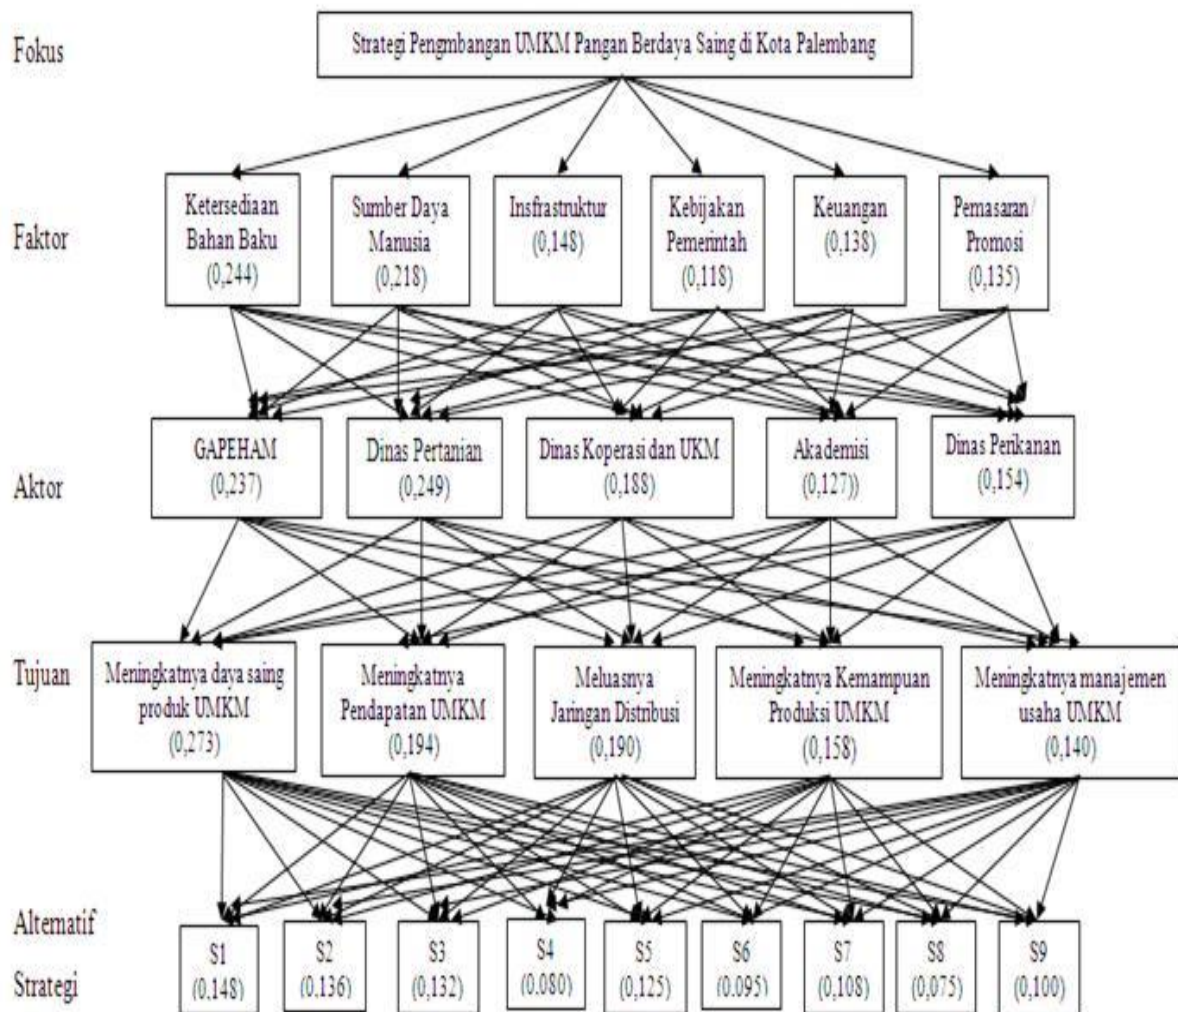 Fokus
Strategi Pengmbangan UMKM Pangan Berdaya Saing di Kota Palembang
Faktor
Ketersediaan
Bahan Baku
(0,244)
Sumber Daya
Manusia
(0,218)
Insfrastruktur
(0,148)
Kebijakan
Pemerintah
(0,118)
Keuangan
(0,138)
Pemasaran/
Promosi
(0,135)
Aktor
GAPEHAM
(0,237)
Dinas Pertanian
(0,249)
Dinas Koperasi dan UKM
(0,188)
Akademisi
(0,127))
Dinas Perikanan
(0,154)
Tujuan
Meningkatnya daya saing
produk UMKM
(0,273)
Meningkatnya
Pendapatan UMKM
(0,194)
Meluasnya
Jaringan Distribusi
(0,190)
Meningkatnya Kemampuan
Produksi UMKM
(0,158)
Meningkatnya manajemen
usaha UMKM
(0,140)
Alternatif
Strategi
S1
(0,148)
S2
(0,136)
S3
(0,132)
S4
(0.080)
S5
(0,125)
S6
(0.095)
S7
(0,108)
S8
(0,075)
S9
(0,100)